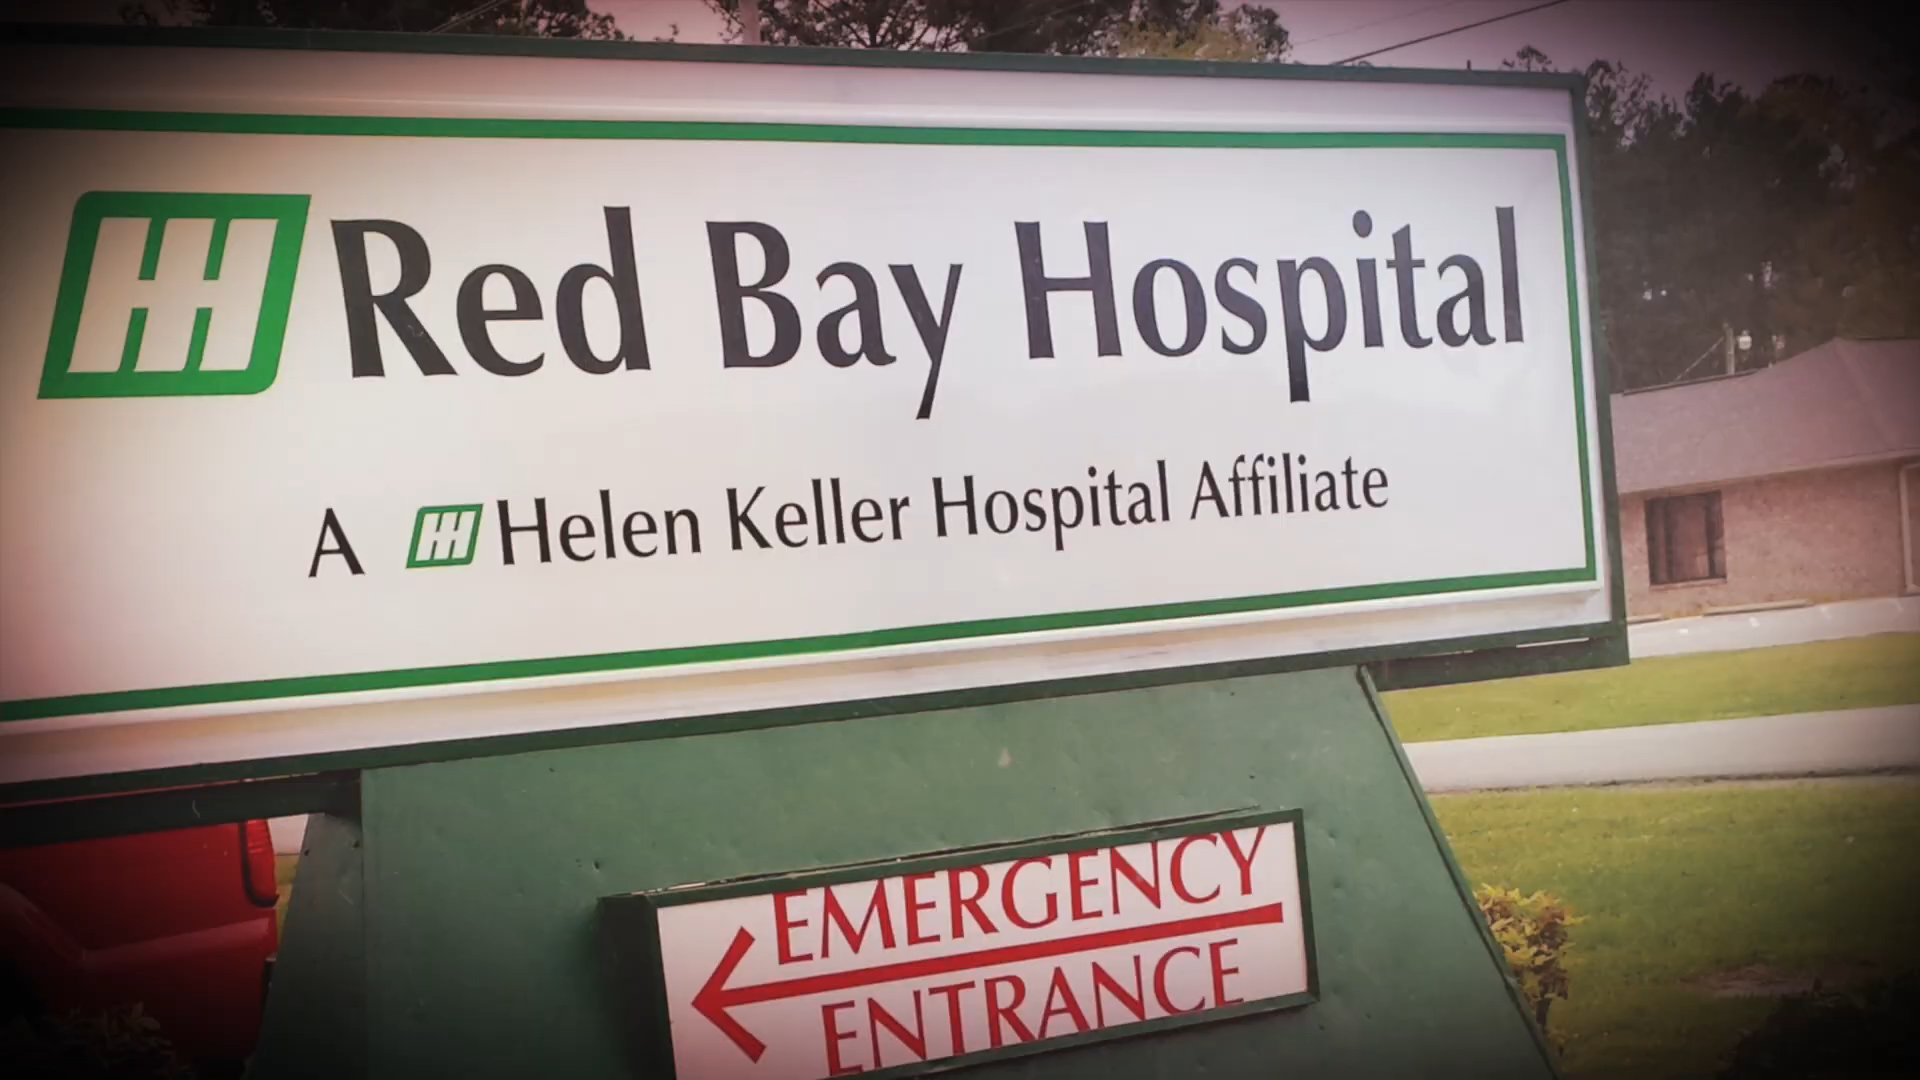 Red Bay Hospital
A Helen Keller Hospital Affiliate
EMERGENCY
ENTRANCE